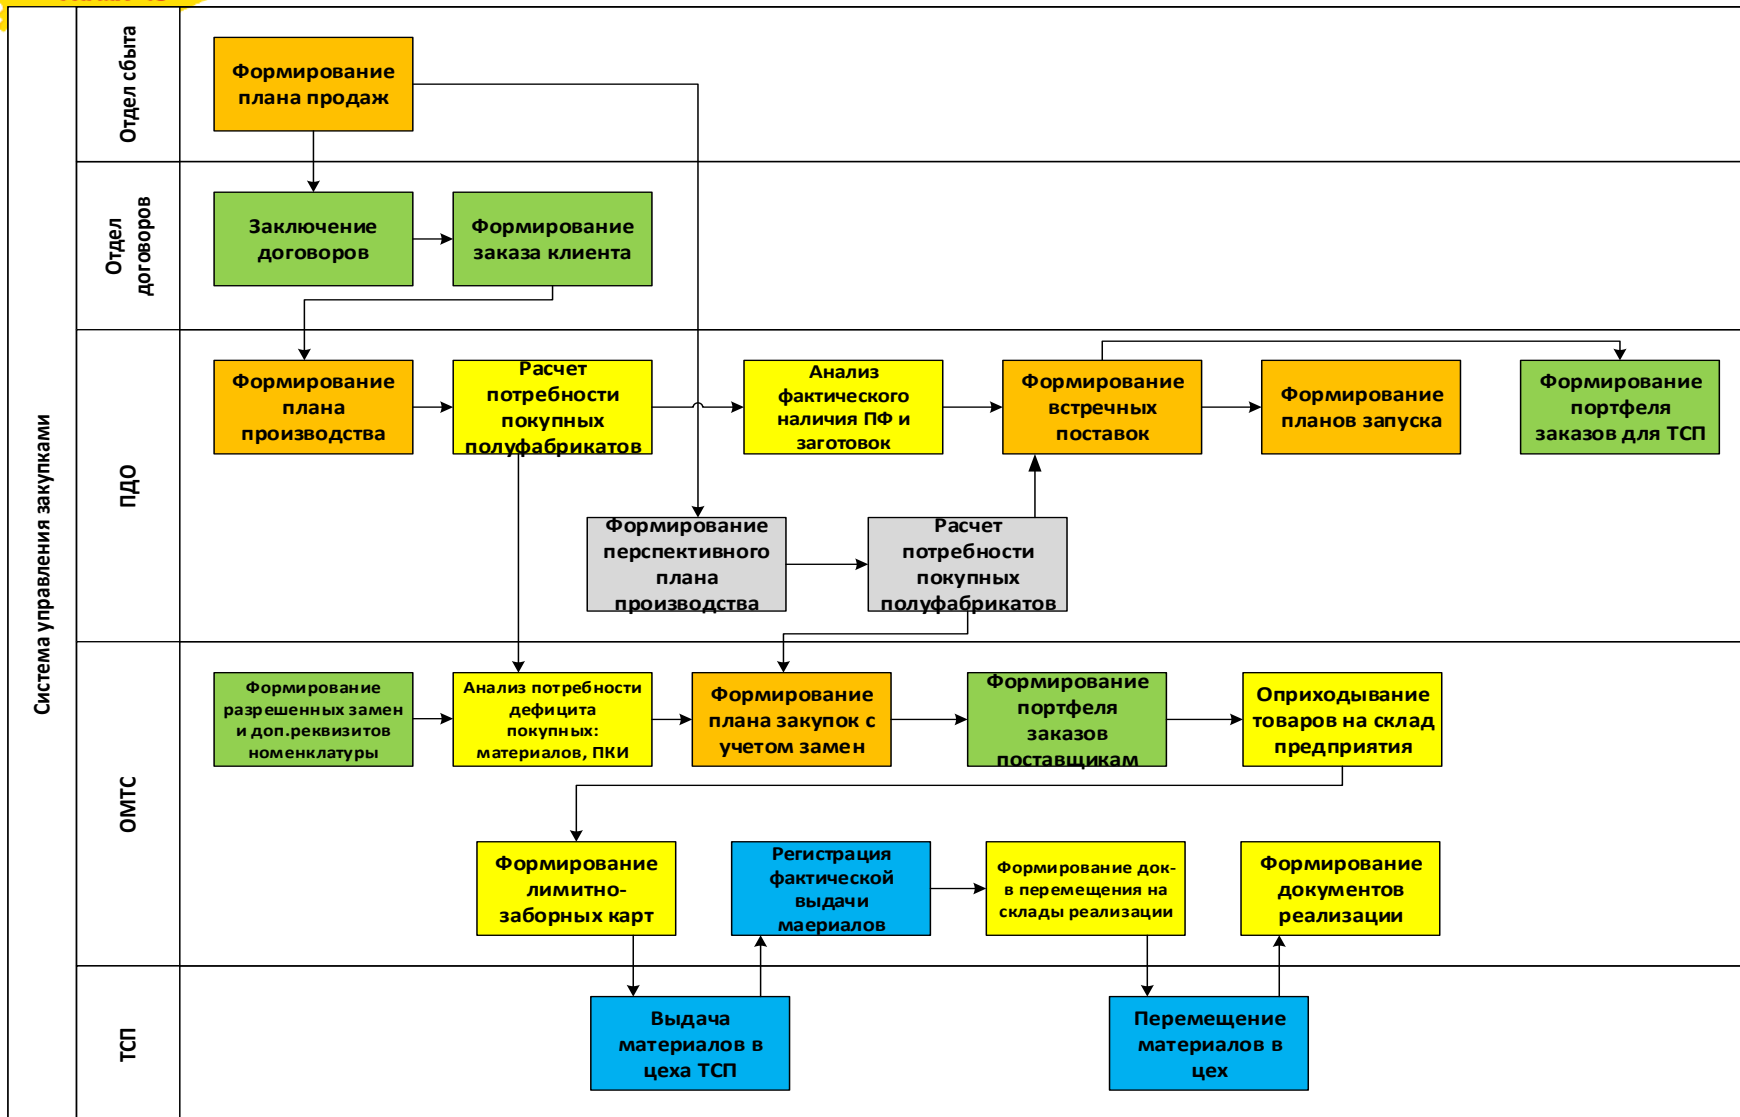 Система управления закупками
Отдел сбыта
Формирование
плана продаж
Отдел
договоров
Заключение
договоров
Формирование
заказа клиента
ПДО
Формирование
плана
производства
Расчет
потребности
покупных
полуфабрикатов
Анализ
фактического
наличия ПФ и
заготовок
Формирование
встречных
поставок
Формирование
планов запуска
Формирование
портфеля
заказов для ТСП
Формирование
перспективного
плана
производства
Расчет
потребности
покупных
полуфабрикатов
ОМТС
Формирование
разрешенных замен
и доп.реквизитов
номенклатуры
Анализ потребности
дефицита
покупных:
материалов, ПКИ
Формирование
плана закупок с
учетом замен
Формирование
портфеля
заказов
поставщикам
Оприходывание
товаров на склад
предприятия
Формирование
лимитно-
заборных карт
Регистрация
фактической
выдачи
маериалов
Формирование док-
в перемещения на
склады реализации
Формирование
документов
реализации
ТСП
Выдача
материалов в
цеха ТСП
Перемещение
материалов в
цех